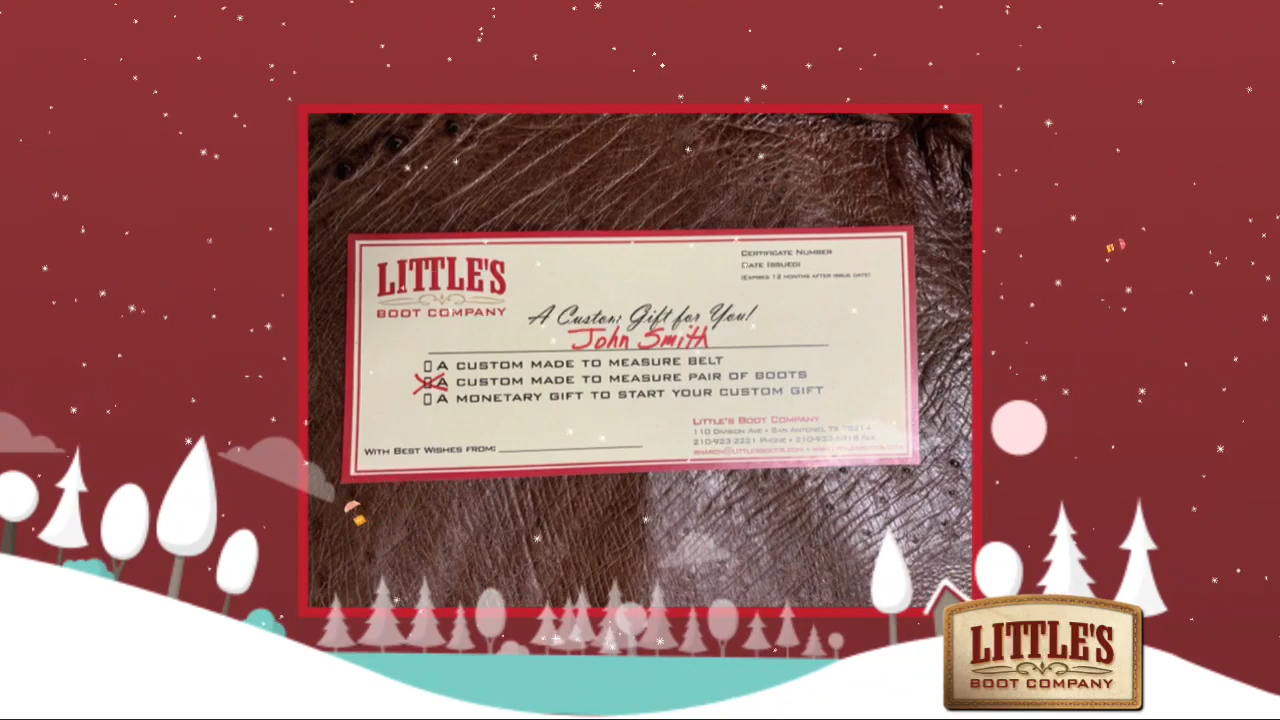 LITTLE'S
BOOT COMPANY
CERTIFICATE NUMBER
DATE ISSUED:
(EXPIRES 12 MONTHS AFTER ISSUE DATE)
A Custom Gift for You!
John Smith
A CUSTOM MADE TO MEASURE BELT
A CUSTOM MADE TO MEASURE PAIR OF BOOTS
A MONETARY GIFT TO START YOUR CUSTOM GIFT
LITTLE'S BOOT COMPANY
110 DIVISION AVE • SAN ANTONIO, TX 78214
210-923-2221 PHONE • FAX
WITH BEST WISHES FROM:
LITTLE'S
BOOT COMPANY